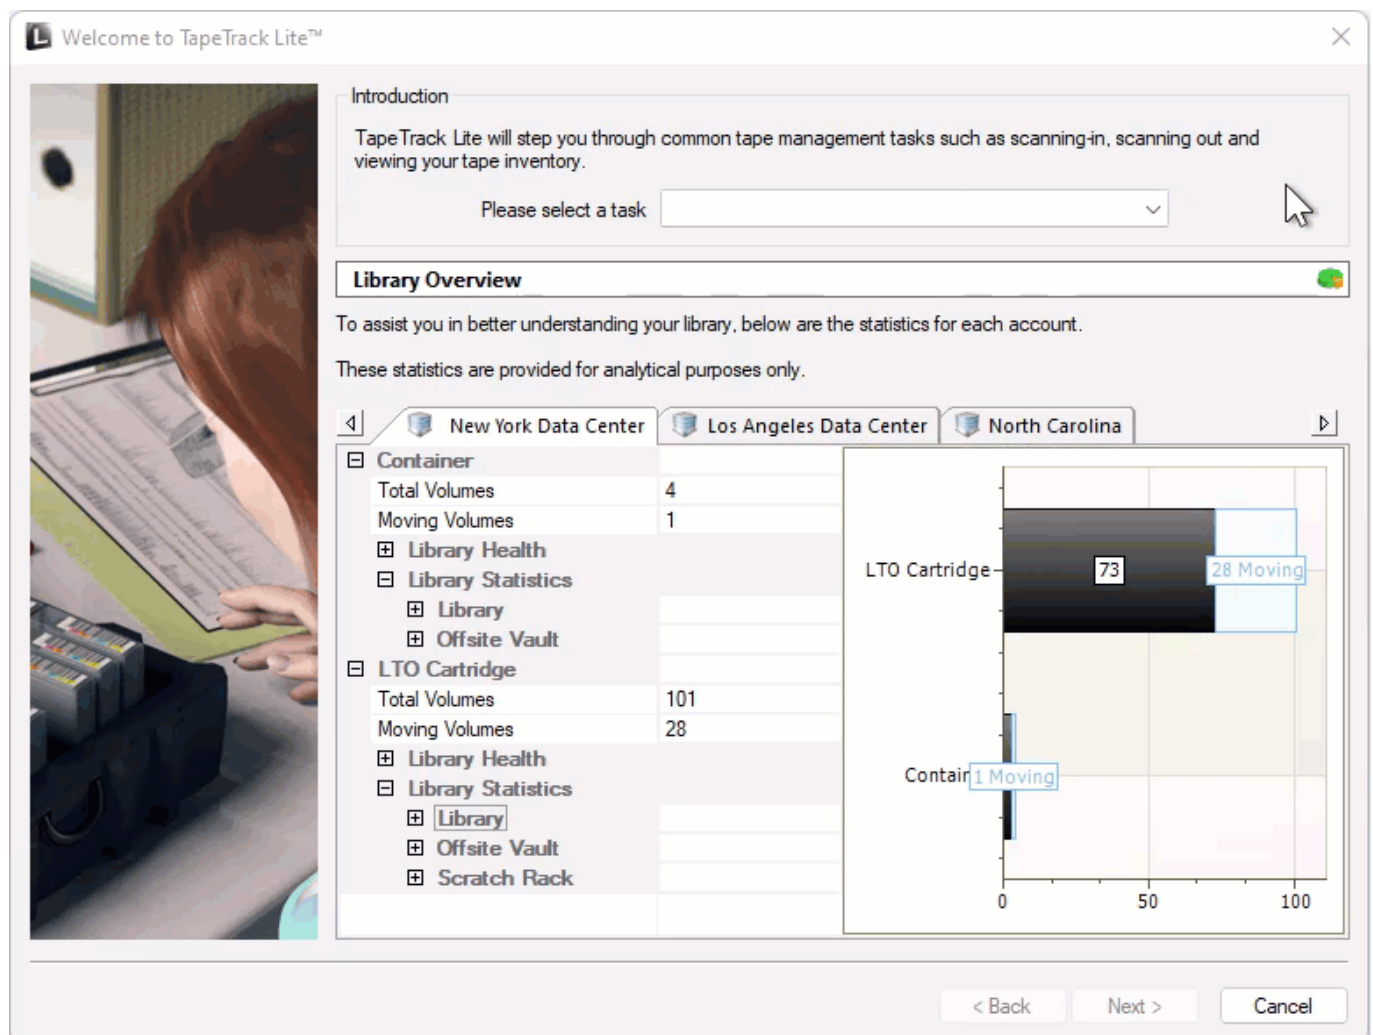 Welcome to TapeTrack Lite™
Introduction
TapeTrack Lite will step you through common tape management tasks such as scanning-in, scanning out and
viewing your tape inventory.
Please select a task
Library Overview
To assist you in better understanding your library, below are the statistics for each account.
These statistics are provided for analytical purposes only.
New York Data Center Los Angeles Data Center North Carolina
Container
Total Volumes 4
Moving Volumes 1
Library Health
Library Statistics
Library
Offsite Vault
LTO Cartridge
Total Volumes 101
Moving Volumes 28
Library Health
Library Statistics
Library
Offsite Vault
Scratch Rack
LTO Cartridge 73 28 Moving
Contair 1 Moving
0 50 100
< Back Next > Cancel